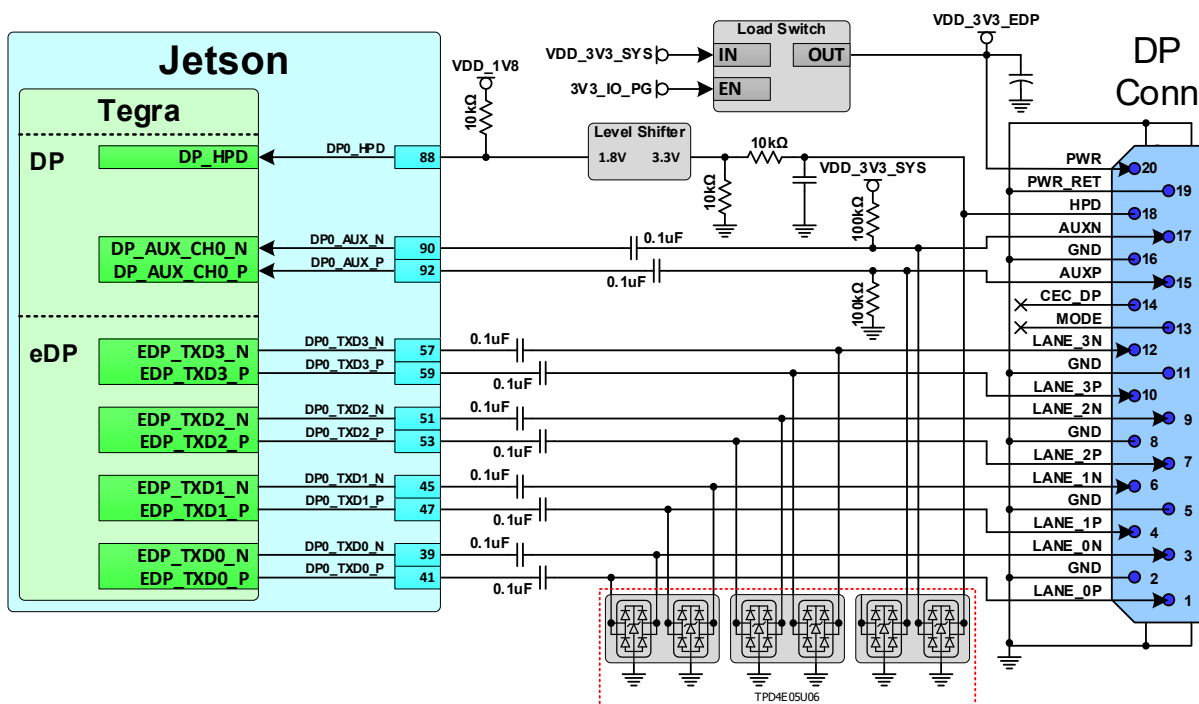 Jetson
Tegra
DP
eDP
DP_HPD
DP_AUX_CH0_N
DP_AUX_CH0_P
EDP_TXD3_N
EDP_TXD3_P
EDP_TXD2_N
EDP_TXD2_P
EDP_TXD1_N
EDP_TXD1_P
EDP_TXD0_N
EDP_TXD0_P
DP0_HPD 88
DP0_AUX_N 90
DP0_AUX_P 92
DP0_TXD3_N 57
DP0_TXD3_P 59
DP0_TXD2_N 51
DP0_TXD2_P 53
DP0_TXD1_N 45
DP0_TXD1_P 47
DP0_TXD0_N 39
DP0_TXD0_P 41
VDD_1V8
10kΩ
Load Switch
VDD_3V3_SYS IN OUT
3V3_IO_PG EN
VDD_3V3_EDP
Level Shifter
1.8V 3.3V
10kΩ
10kΩ
VDD_3V3_SYS
100kΩ
0.1uF
0.1uF
100kΩ
0.1uF
0.1uF
0.1uF
0.1uF
0.1uF
0.1uF
0.1uF
0.1uF
TPD4E05U06
DP
Conn
PWR 20
PWR_RET 19
HPD 18
AUXN 17
GND 16
AUXP 15
CEC_DP 14
MODE 13
LANE_3N 12
GND 11
LANE_3P 10
LANE_2N 9
GND 8
LANE_2P 7
LANE_1N 6
GND 5
LANE_1P 4
LANE_0N 3
GND 2
LANE_0P 1